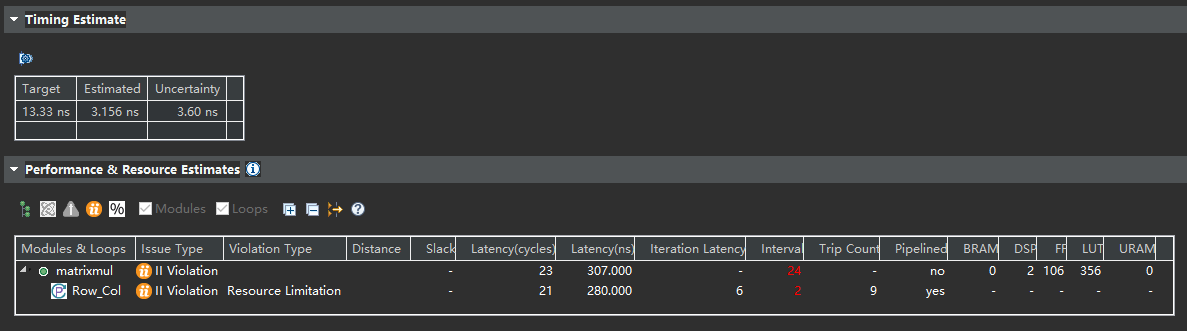 Timing Estimate
Target Estimated Uncertainty
13.33 ns 3.156 ns 3.60 ns
Performance & Resource Estimates
% Modules Loops
Modules & Loops Issue Type Violation Type Distance Slack Latency(cycles) Latency(ns) Iteration Latency Interval Trip Count Pipelined BRAM DSP FF LUT URAM
matrixmul II Violation - 23 307.000 - 24 - no 0 2 106 356 0
Row_Col II Violation Resource Limitation - 21 280.000 6 2 9 yes - - - - -